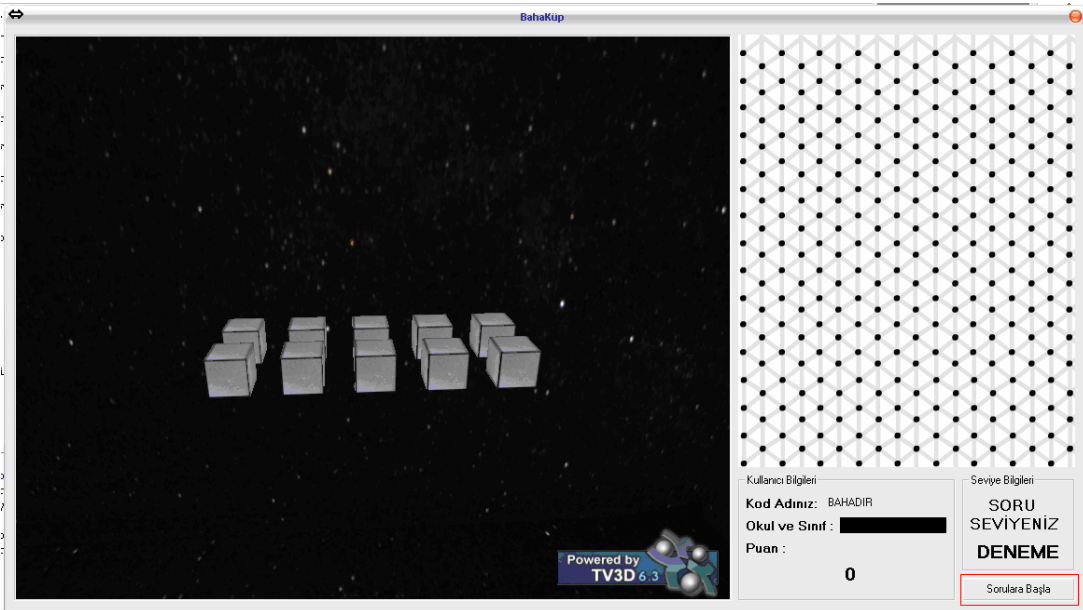 BahaKüp
Powered by
TV3D 6.3
Kullanıcı Bilgileri
Kod Adınız: BAHADIR
Okul ve Sınıf :
Puan :
0
Seviye Bilgileri
SORU
SEVİYENİZ
DENEME
Sorulara Başla